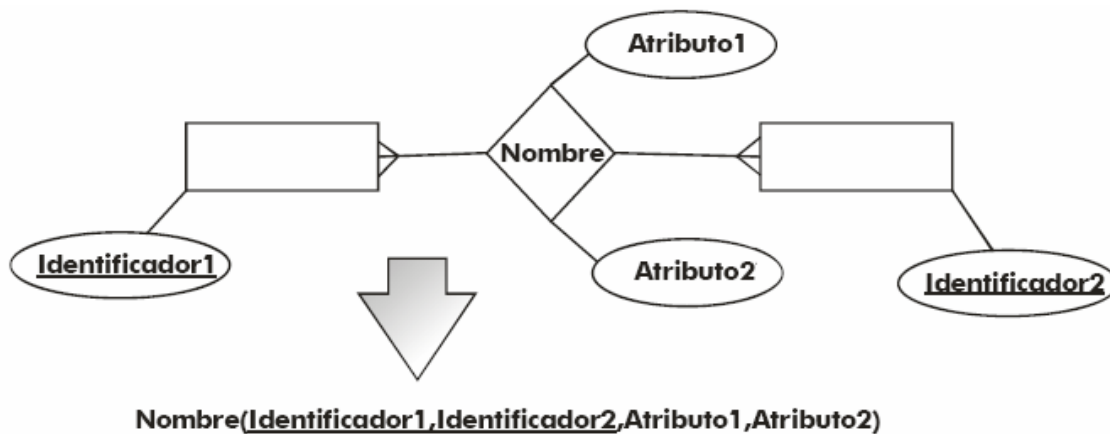 Atributo1
Nombre
Identificador1
Atributo2
Identificador2
Nombre(Identificador1,Identificador2,Atributo1,Atributo2)